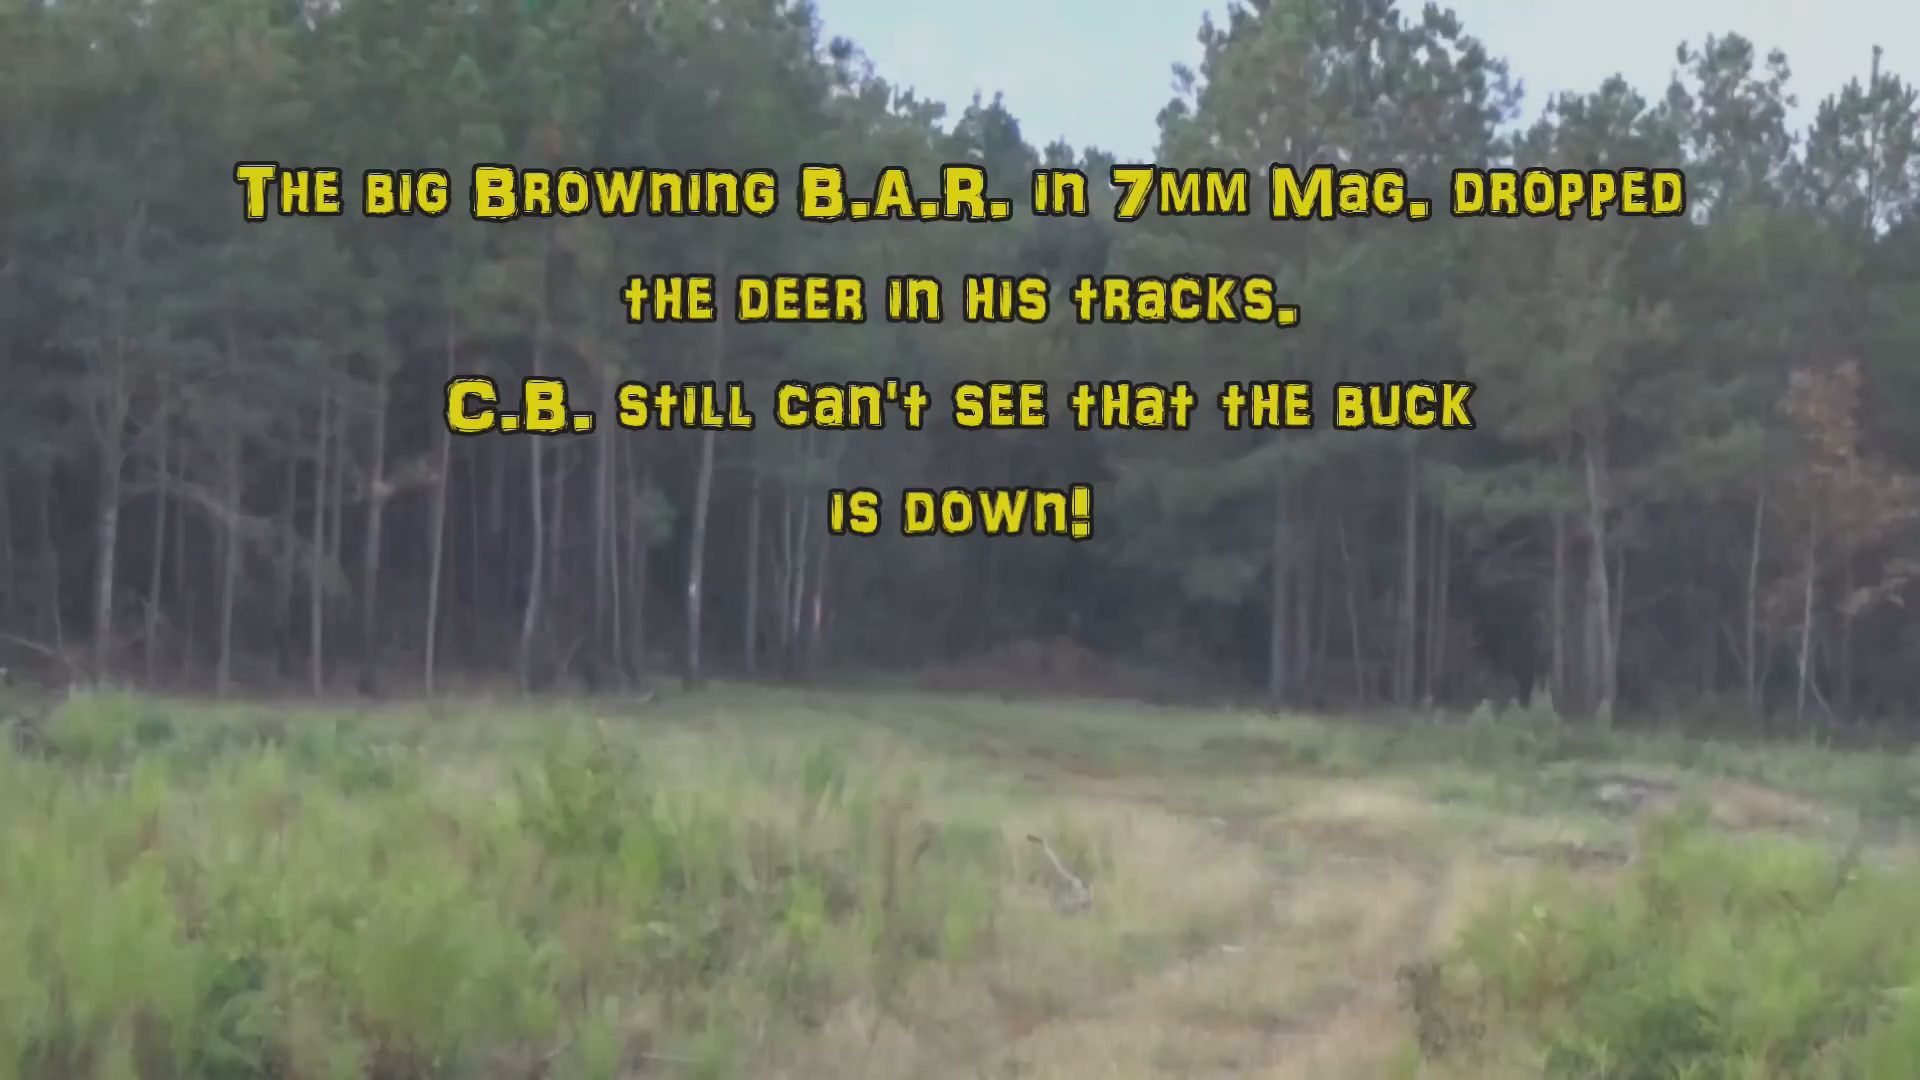 The big Browning B.A.R. in 7mm Mag. dropped
the deer in his tracks.
C.B. still can't see that the buck
is down!